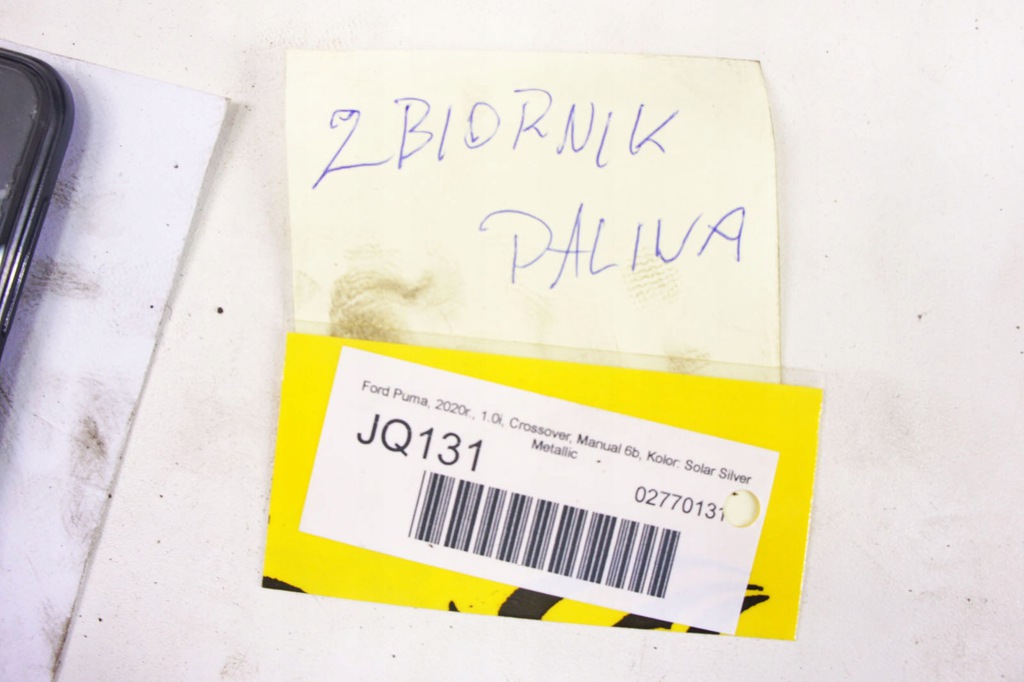 ZBIORNIK
PALIWA
Ford Puma, 2020r., 1.0i, Crossover, Manual 6b, Kolor: Solar Silver
Metallic
JQ131
02770131